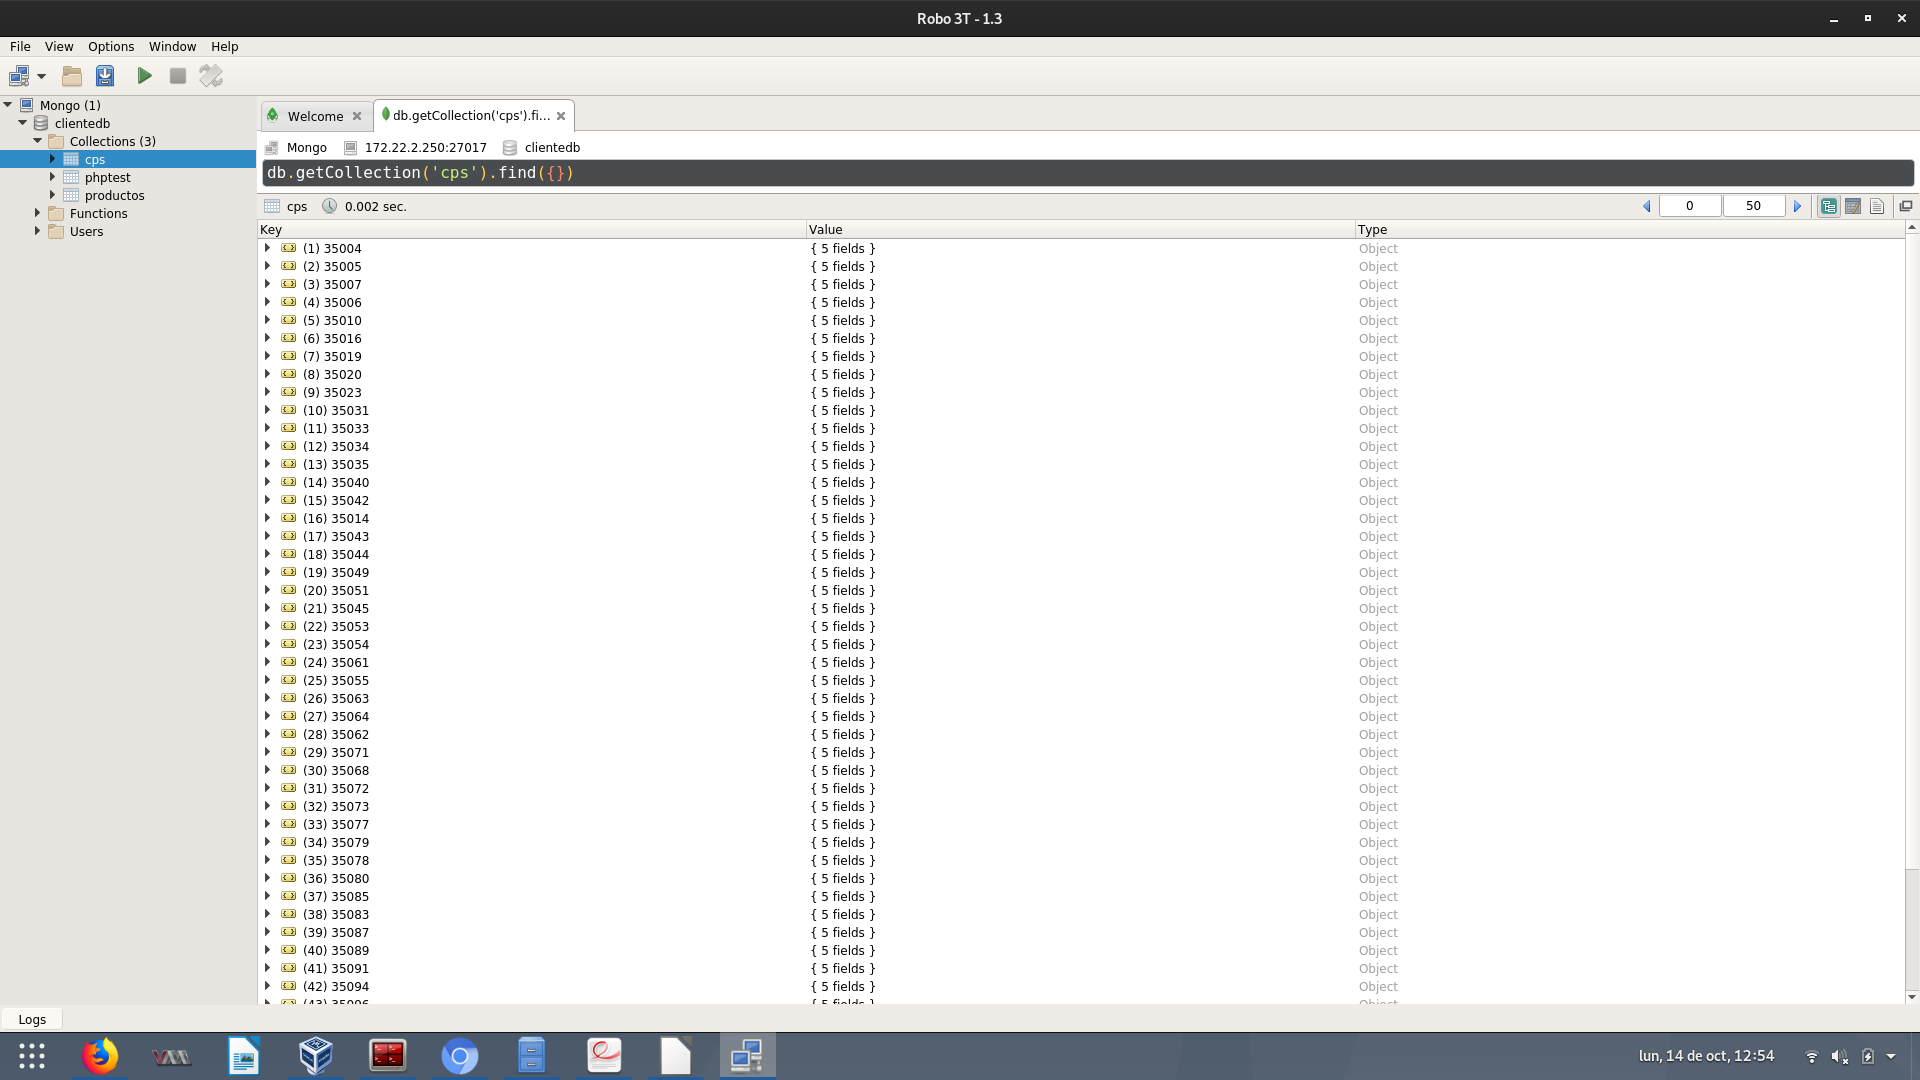 Robo 3T - 1.3
File View Options Window Help
Mongo (1)
clientedb
Collections (3)
cps
phptest
productos
Functions
Users
Welcome
db.getCollection('cps').fi...
Mongo 172.22.2.250:27017 clientedb
db.getCollection('cps').find({})
cps 0.002 sec. 0 50
Key Value Type
(1) 35004 { 5 fields } Object
(2) 35005 { 5 fields } Object
(3) 35007 { 5 fields } Object
(4) 35006 { 5 fields } Object
(5) 35010 { 5 fields } Object
(6) 35016 { 5 fields } Object
(7) 35019 { 5 fields } Object
(8) 35020 { 5 fields } Object
(9) 35023 { 5 fields } Object
(10) 35031 { 5 fields } Object
(11) 35033 { 5 fields } Object
(12) 35034 { 5 fields } Object
(13) 35035 { 5 fields } Object
(14) 35040 { 5 fields } Object
(15) 35042 { 5 fields } Object
(16) 35014 { 5 fields } Object
(17) 35043 { 5 fields } Object
(18) 35044 { 5 fields } Object
(19) 35049 { 5 fields } Object
(20) 35051 { 5 fields } Object
(21) 35045 { 5 fields } Object
(22) 35053 { 5 fields } Object
(23) 35054 { 5 fields } Object
(24) 35061 { 5 fields } Object
(25) 35055 { 5 fields } Object
(26) 35063 { 5 fields } Object
(27) 35064 { 5 fields } Object
(28) 35062 { 5 fields } Object
(29) 35071 { 5 fields } Object
(30) 35068 { 5 fields } Object
(31) 35072 { 5 fields } Object
(32) 35073 { 5 fields } Object
(33) 35077 { 5 fields } Object
(34) 35079 { 5 fields } Object
(35) 35078 { 5 fields } Object
(36) 35080 { 5 fields } Object
(37) 35085 { 5 fields } Object
(38) 35083 { 5 fields } Object
(39) 35087 { 5 fields } Object
(40) 35089 { 5 fields } Object
(41) 35091 { 5 fields } Object
(42) 35094 { 5 fields } Object
Logs
lun, 14 de oct, 12:54